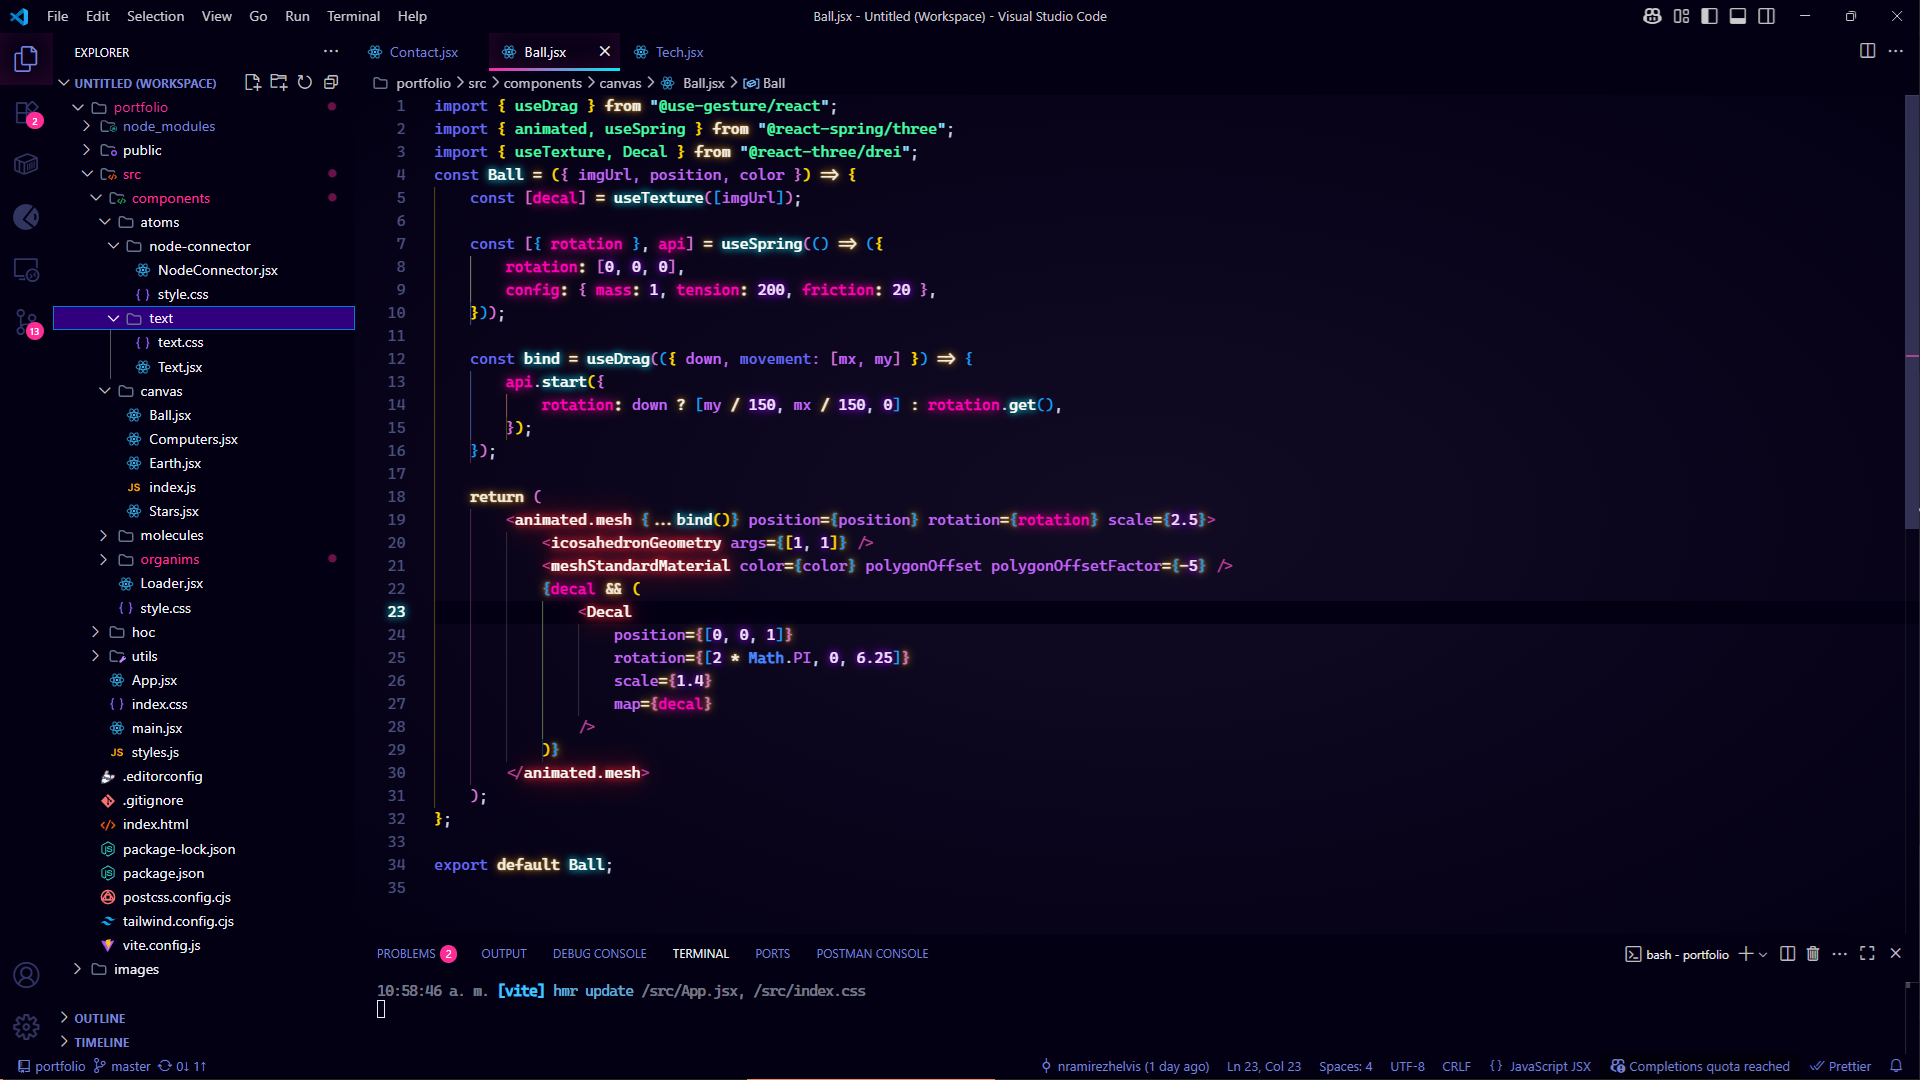 File Edit Selection View Go Run Terminal Help
Ball.jsx - Untitled (Workspace) - Visual Studio Code
EXPLORER
UNTITLED (WORKSPACE)
portfolio
node_modules
public
src
components
atoms
node-connector
NodeConnector.jsx
{ } style.css
text
{ } text.css
Text.jsx
canvas
Ball.jsx
Computers.jsx
Earth.jsx
JS index.js
Stars.jsx
molecules
organims
Loader.jsx
{ } style.css
hoc
utils
App.jsx
{ } index.css
main.jsx
JS styles.js
.editorconfig
.gitignore
index.html
package-lock.json
package.json
postcss.config.cjs
tailwind.config.cjs
vite.config.js
images
OUTLINE
TIMELINE
2
13
Contact.jsx Ball.jsx Tech.jsx
portfolio > src > components > canvas > Ball.jsx > Ball
1 import { useDrag } from "@use-gesture/react";
2 import { animated, useSpring } from "@react-spring/three";
3 import { useTexture, Decal } from "@react-three/drei";
4 const Ball = ({ imgUrl, position, color }) => {
5 const [decal] = useTexture([imgUrl]);
6
7 const [{ rotation }, api] = useSpring(() => ({
8 rotation: [0, 0, 0],
9 config: { mass: 1, tension: 200, friction: 20 },
10 }));
11
12 const bind = useDrag(({ down, movement: [mx, my] }) => {
13 api.start({
14 rotation: down ? [my / 150, mx / 150, 0] : rotation.get(),
15 });
16 });
17
18 return (
19 <animated.mesh {...bind()} position={position} rotation={rotation} scale={2.5}>
20 <icosahedronGeometry args={[1, 1]} />
21 <meshStandardMaterial color={color} polygonOffset polygonOffsetFactor={-5} />
22 {decal && (
23 <Decal
24 position={[0, 0, 1]}
25 rotation={[2 * Math.PI, 0, 6.25]}
26 scale={1.4}
27 map={decal}
28 />
29 )}
30 </animated.mesh>
31 );
32 };
33
34 export default Ball;
35
PROBLEMS 2 OUTPUT DEBUG CONSOLE TERMINAL PORTS POSTMAN CONSOLE
bash - portfolio
10:58:46 a. m. [vite] hmr update /src/App.jsx, /src/index.css
portfolio master 0↓ 1↑
nramirezhelvis (1 day ago) Ln 23, Col 23 Spaces: 4 UTF-8 CRLF { } JavaScript JSX Completions quota reached Prettier